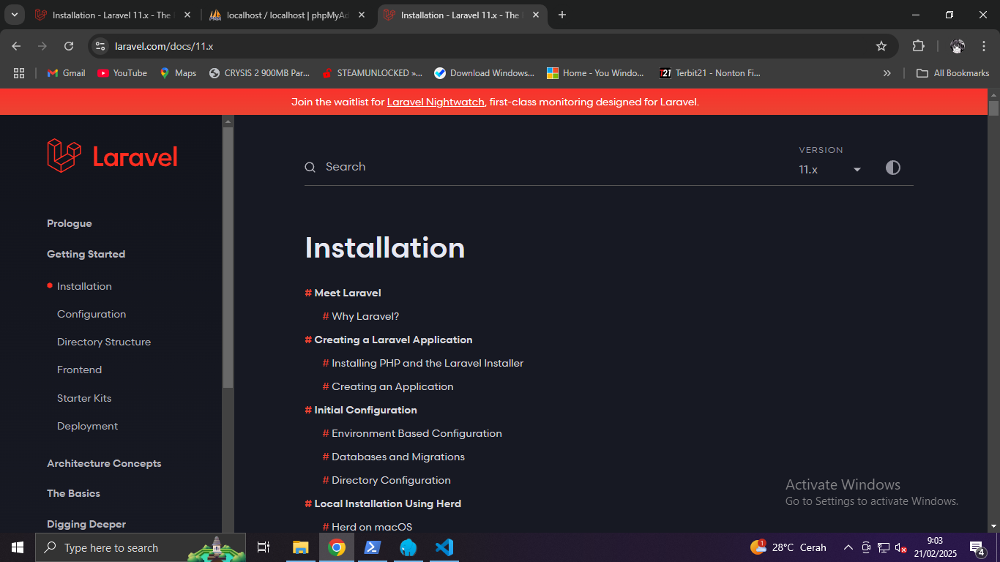 Installation - Laravel 11.x - The
localhost / localhost | phpMyAd
Installation - Laravel 11.x - The
laravel.com/docs/11.x
Gmail
YouTube
Maps
CRYSIS 2 900MB Par...
STEAMUNLOCKED »...
Download Windows...
Home - You Windo...
T21 Terbit21 - Nonton Fi...
All Bookmarks
Join the waitlist for Laravel Nightwatch, first-class monitoring designed for Laravel.
Laravel
Prologue
Getting Started
Installation
Configuration
Directory Structure
Frontend
Starter Kits
Deployment
Architecture Concepts
The Basics
Digging Deeper
Search
VERSION
11.x
Installation
# Meet Laravel
# Why Laravel?
# Creating a Laravel Application
# Installing PHP and the Laravel Installer
# Creating an Application
# Initial Configuration
# Environment Based Configuration
# Databases and Migrations
# Directory Configuration
# Local Installation Using Herd
# Herd on macOS
Activate Windows
Go to Settings to activate Windows.
Type here to search
1
28°C Cerah
9:03
21/02/2025
4